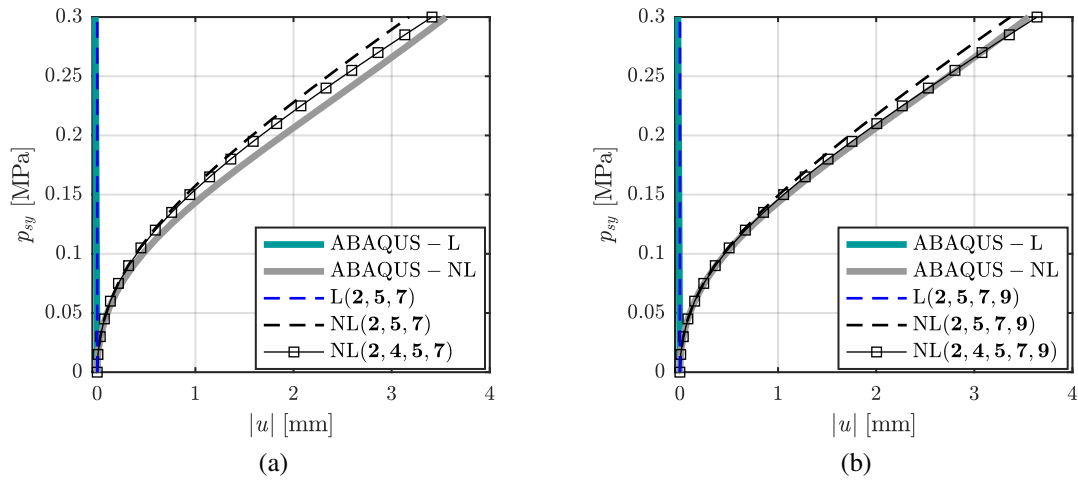 0.3
0.25
0.2
0.15
0.1
0.05
0
p_sy [MPa]
0 1 2 3 4
|u| [mm]
ABAQUS − L
ABAQUS − NL
L(2, 5, 7)
NL(2, 5, 7)
NL(2, 4, 5, 7)
(a)
0.3
0.25
0.2
0.15
0.1
0.05
0
p_sy [MPa]
0 1 2 3 4
|u| [mm]
ABAQUS − L
ABAQUS − NL
L(2, 5, 7, 9)
NL(2, 5, 7, 9)
NL(2, 4, 5, 7, 9)
(b)